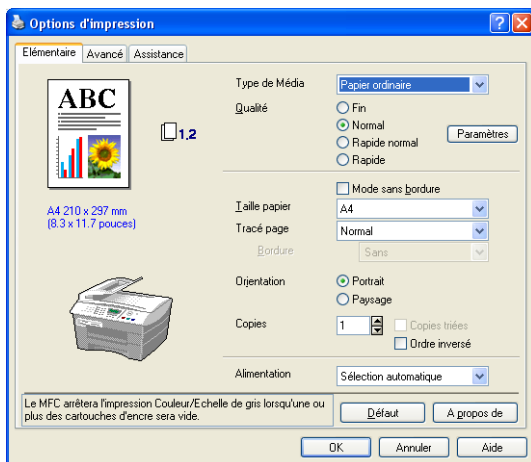 Options d'impression
Elémentaire Avancé Assistance
ABC
1.2
A4 210 x 297 mm
(8.3 x 11.7 pouces)
Type de Média Papier ordinaire
Qualité Fin
Normal
Rapide normal
Rapide
Paramètres
Mode sans bordure
Taille papier A4
Tracé page Normal
Bordure Sans
Orientation Portrait
Paysage
Copies 1 Copies triées
Ordre inversé
Alimentation Sélection automatique
Le MFC arrêtera l'impression Couleur/Echelle de gris lorsqu'une ou
plus des cartouches d'encre sera vide.
Défaut A propos de
OK Annuler Aide